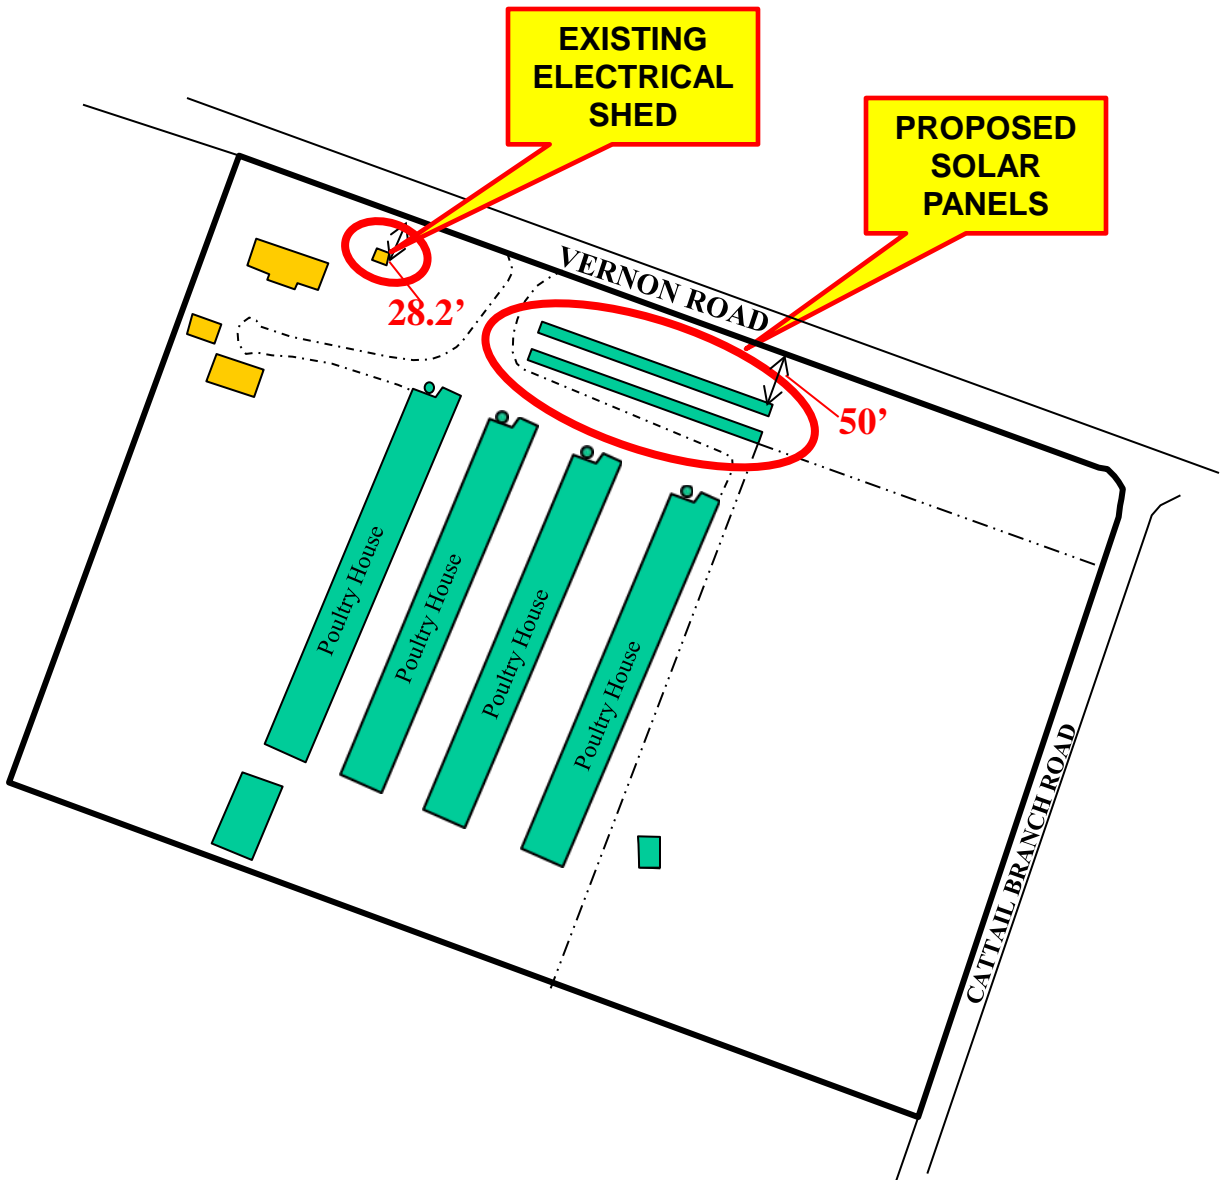 EXISTING
ELECTRICAL
SHED
PROPOSED
SOLAR
PANELS
VERNON ROAD
28.2’
50’
Poultry House
Poultry House
Poultry House
Poultry House
CATTAIL BRANCH ROAD